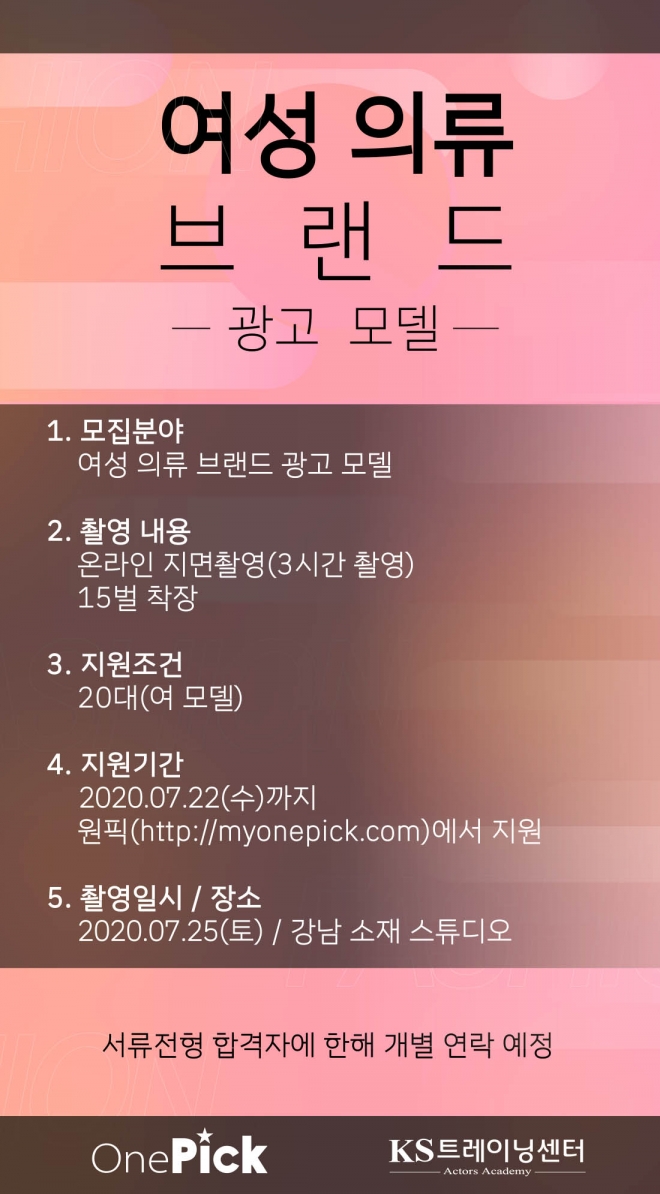 여성 의류
브랜드
광고 모델
1. 모집분야
여성 의류 브랜드 광고 모델
2. 촬영 내용
온라인 지면촬영(3시간 촬영)
15벌 착장
3. 지원조건
20대(여 모델)
4. 지원기간
2020.07.22(수)까지
원픽(http://myonepick.com)에서 지원
5. 촬영일시 / 장소
2020.07.25(토) / 강남 소재 스튜디오
서류전형 합격자에 한해 개별 연락 예정
OnePick
KS트레이닝센터
Actors Academy